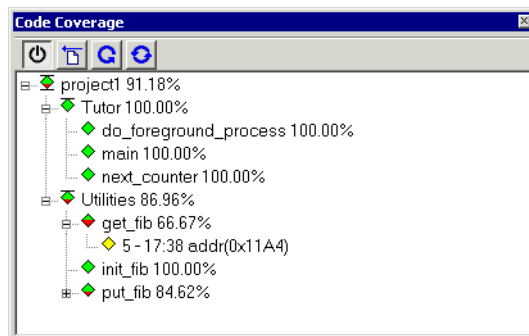 Code Coverage
project1 91.18%
Tutor 100.00%
do_foreground_process 100.00%
main 100.00%
next_counter 100.00%
Utilities 86.96%
get_fib 66.67%
5 - 17:38 addr(0x11A4)
init_fib 100.00%
put_fib 84.62%